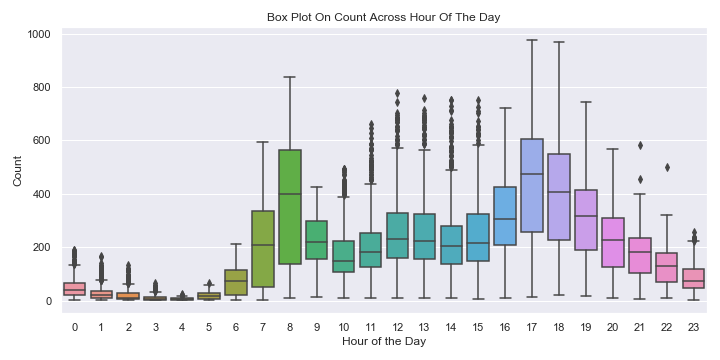 Box Plot On Count Across Hour Of The Day
1000
800
600
400
200
0
Count
0 1 2 3 4 5 6 7 8 9 10 11 12 13 14 15 16 17 18 19 20 21 22 23
Hour of the Day